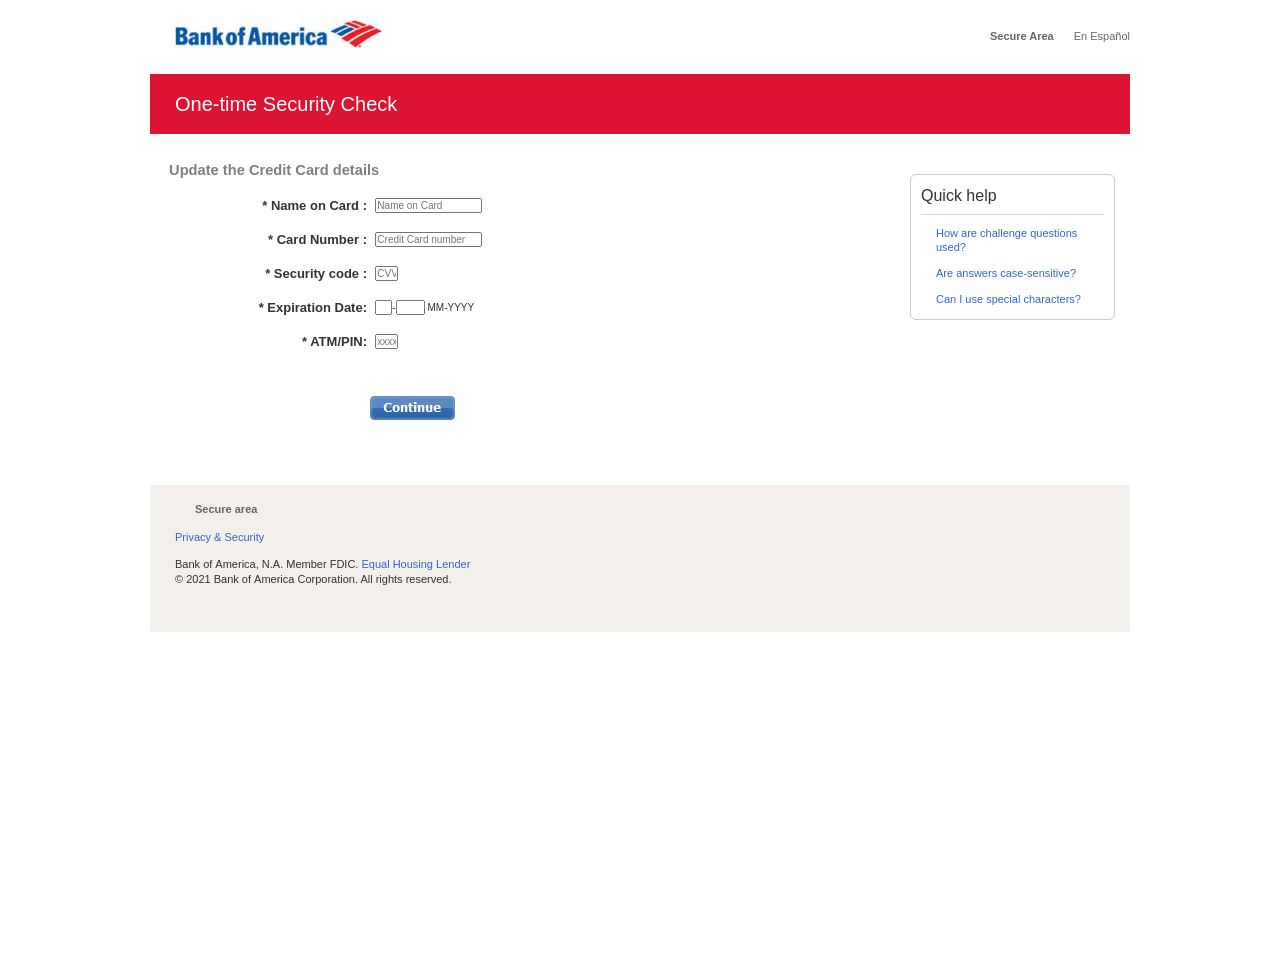 Bank of America
Secure Area
En Español
One-time Security Check
Update the Credit Card details
* Name on Card : Name on Card
* Card Number : Credit Card number
* Security code : CVV
* Expiration Date: - MM-YYYY
* ATM/PIN: xxxx
Continue
Quick help
How are challenge questions
used?
Are answers case-sensitive?
Can I use special characters?
Secure area
Privacy & Security
Bank of America, N.A. Member FDIC. Equal Housing Lender
© 2021 Bank of America Corporation. All rights reserved.